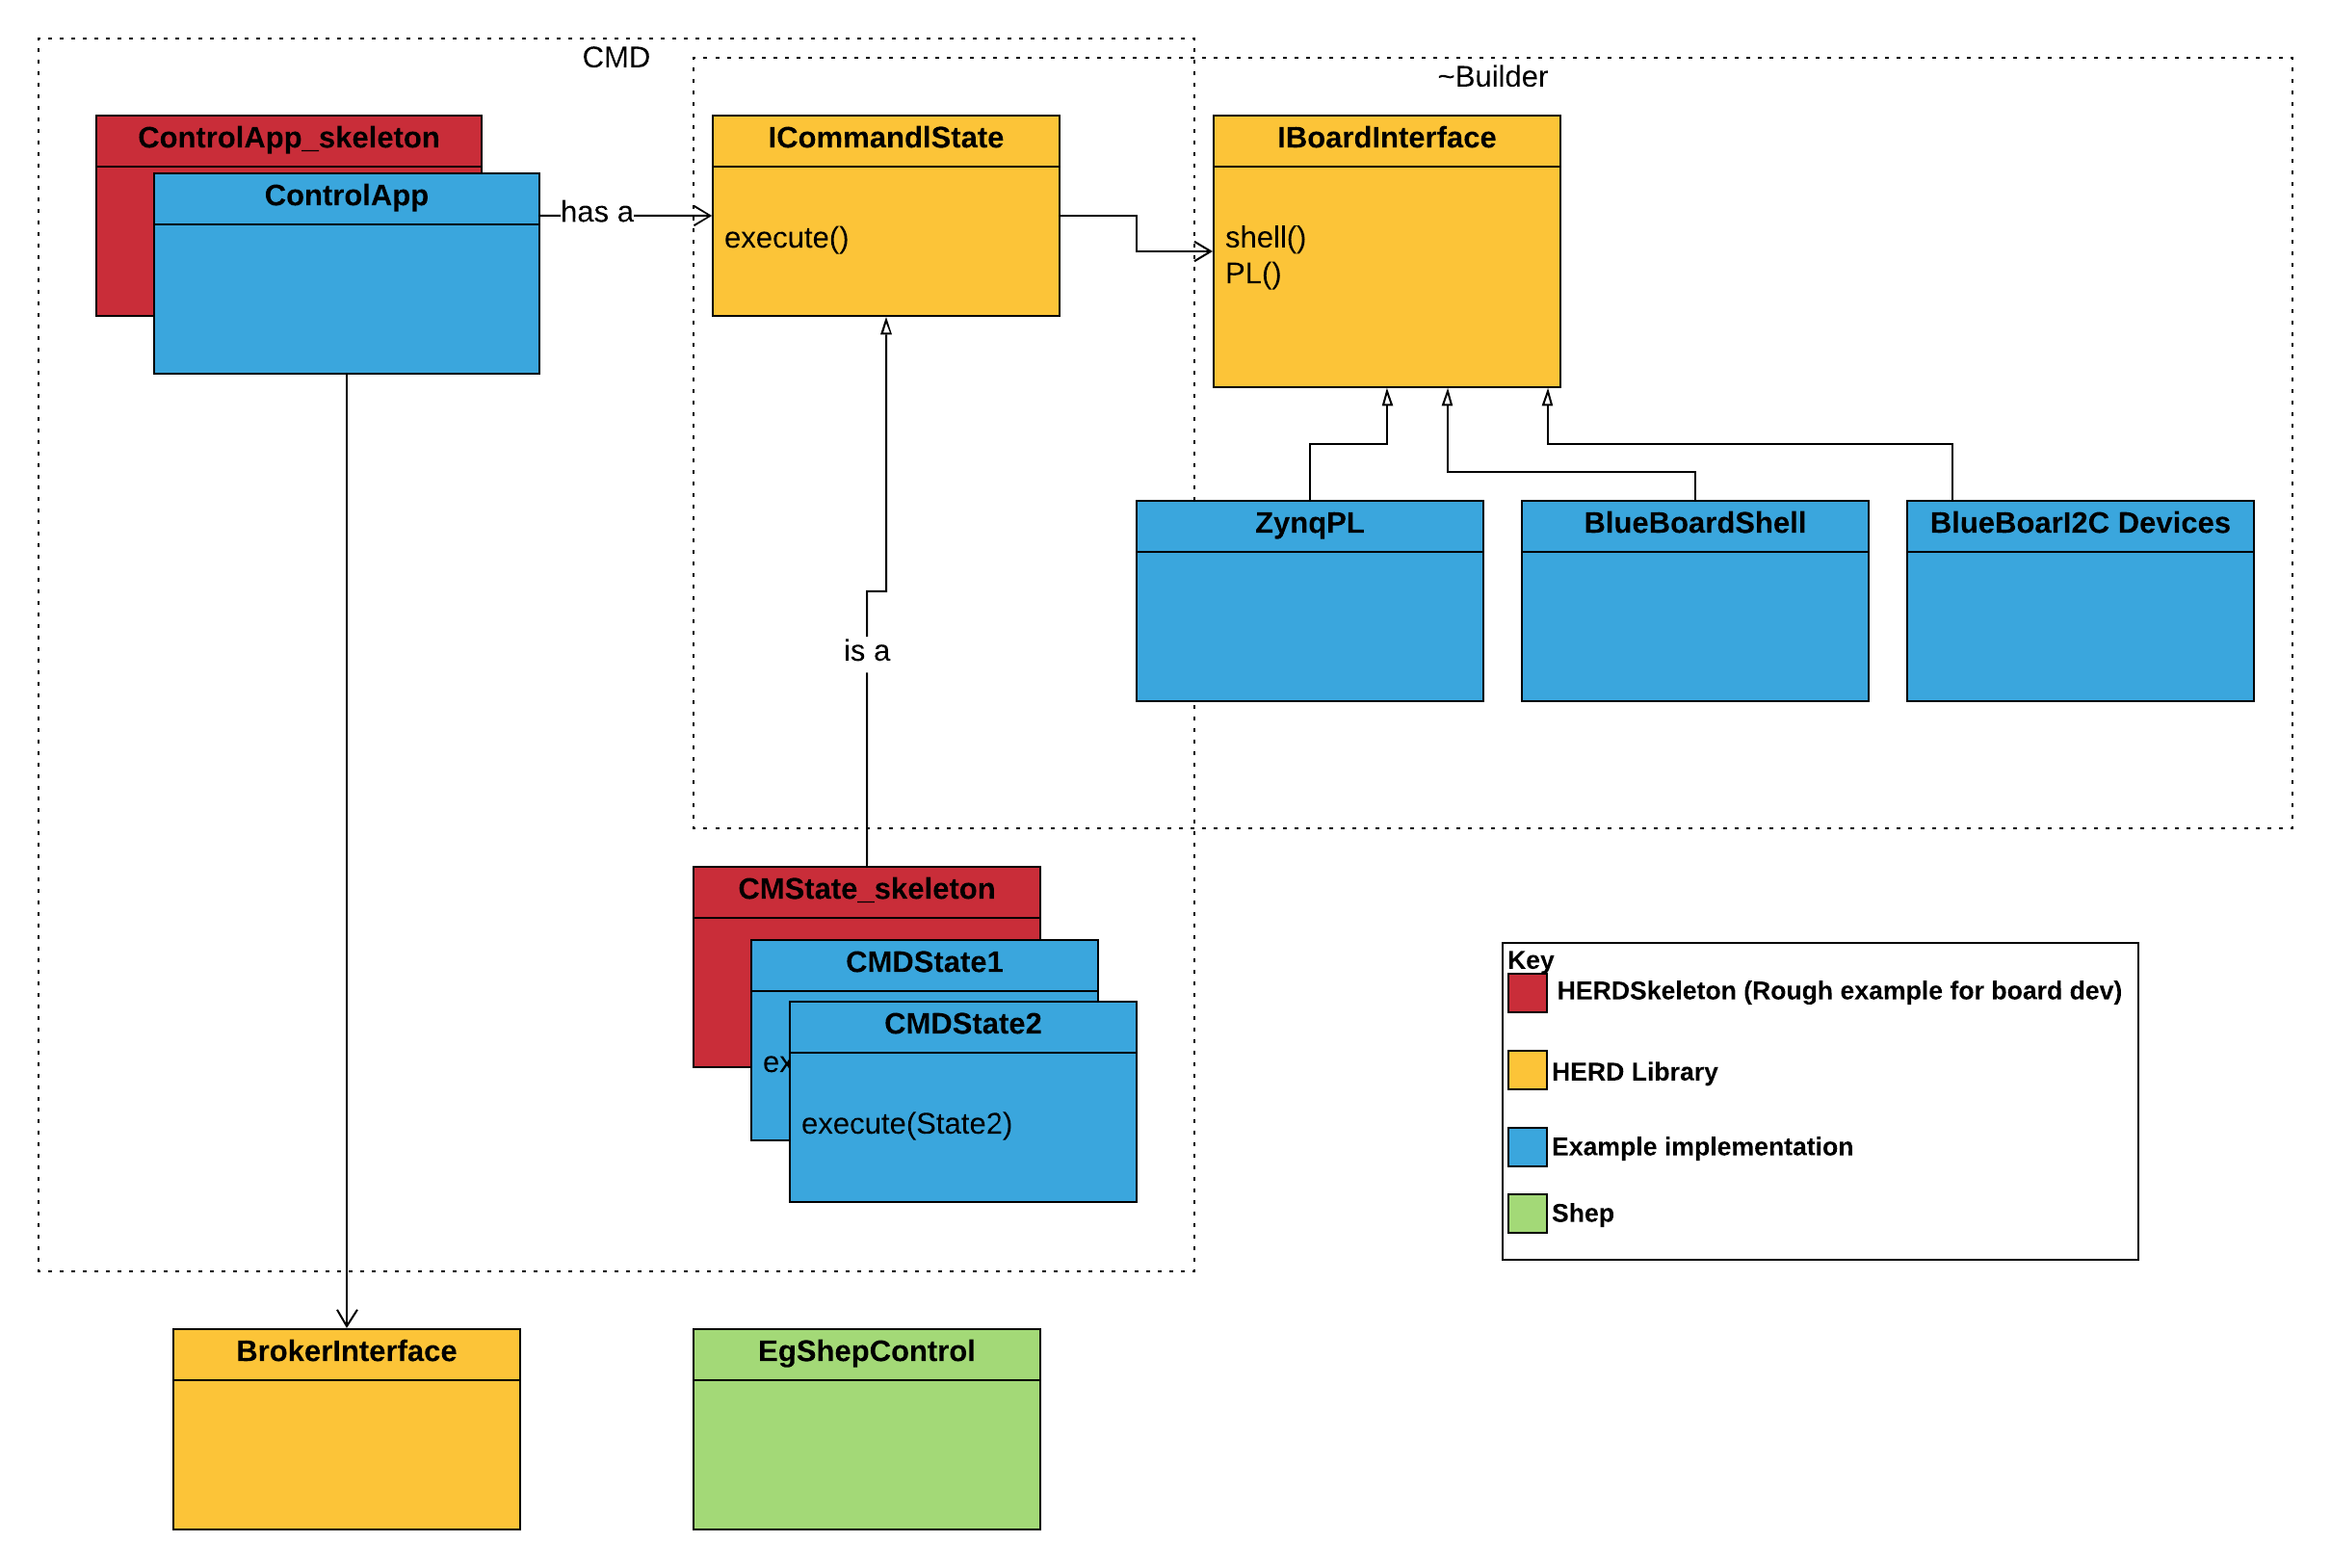 CMD
~Builder
ControlApp_skeleton
ControlApp
has a
ICommandlState
execute()
IBoardInterface
shell()
PL()
ZynqPL
BlueBoardShell
BlueBoarI2C Devices
is a
CMState_skeleton
CMDState1
ex
CMDState2
execute(State2)
Key
HERDSkeleton (Rough example for board dev)
HERD Library
Example implementation
Shep
BrokerInterface
EgShepControl